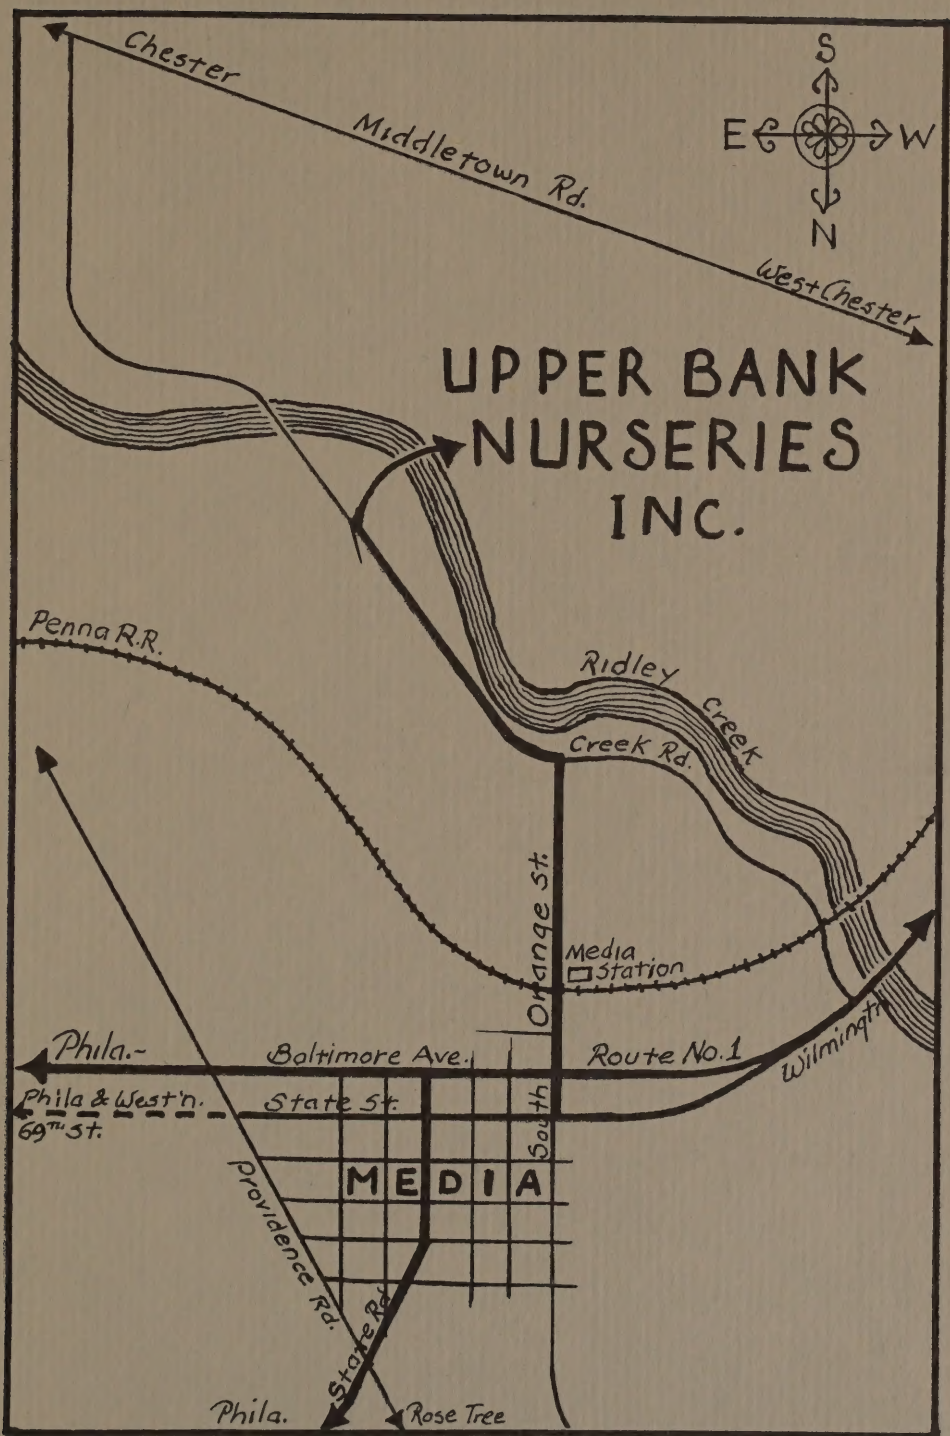 S
E W
N
Chester
Middletown Rd.
West Chester
UPPER BANK
NURSERIES
INC.
Penna R.R.
Ridley Creek
Creek Rd.
South Orange St.
Media
Station
Phila.-
Baltimore Ave.
Route No. 1
Wilmingt
Phila & West'n.
69TH St.
State St.
MEDIA
Providence Rd.
State Rd.
Phila.
Rose Tree